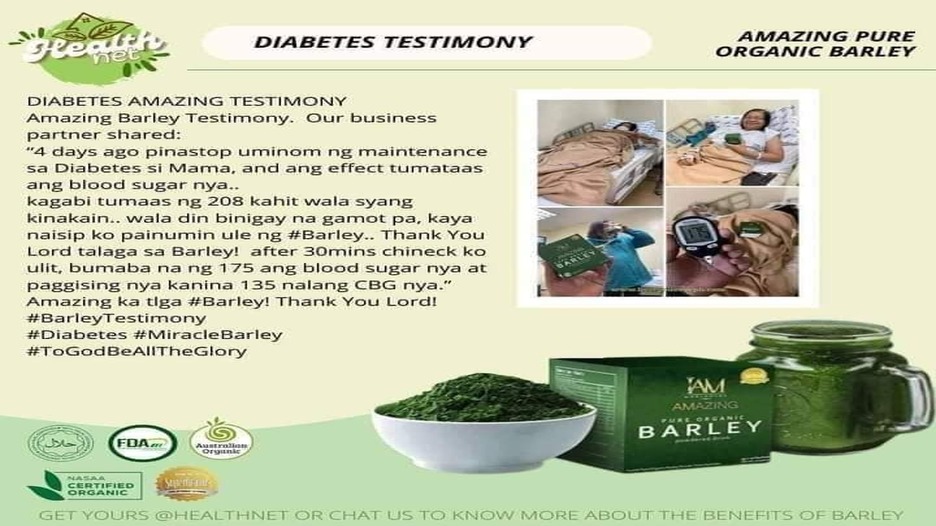 Health
net
DIABETES TESTIMONY
AMAZING PURE
ORGANIC BARLEY
DIABETES AMAZING TESTIMONY
Amazing Barley Testimony. Our business
partner shared:
“4 days ago pinastop uminom ng maintenance
sa Diabetes si Mama, and ang effect tumataas
ang blood sugar nya..
kagabi tumaas ng 208 kahit wala syang
kinakain.. wala din binigay na gamot pa, kaya
naisip ko painumin ule ng #Barley.. Thank You
Lord talaga sa Barley! after 30mins chineck ko
ulit, bumaba na ng 175 ang blood sugar nya at
paggising nya kanina 135 nalang CBG nya.”
Amazing ka tlga #Barley! Thank You Lord!
#BarleyTestimony
#Diabetes #MiracleBarley
#ToGodBeAllTheGlory
BARLEY
175
IAM
AMAZING
PURE ORGANIC
BARLEY
powdered drink
حلال
FDA
Australian
Organic
NASAA
CERTIFIED
ORGANIC
GET YOURS @HEALTHNET OR CHAT US TO KNOW MORE ABOUT THE BENEFITS OF BARLEY